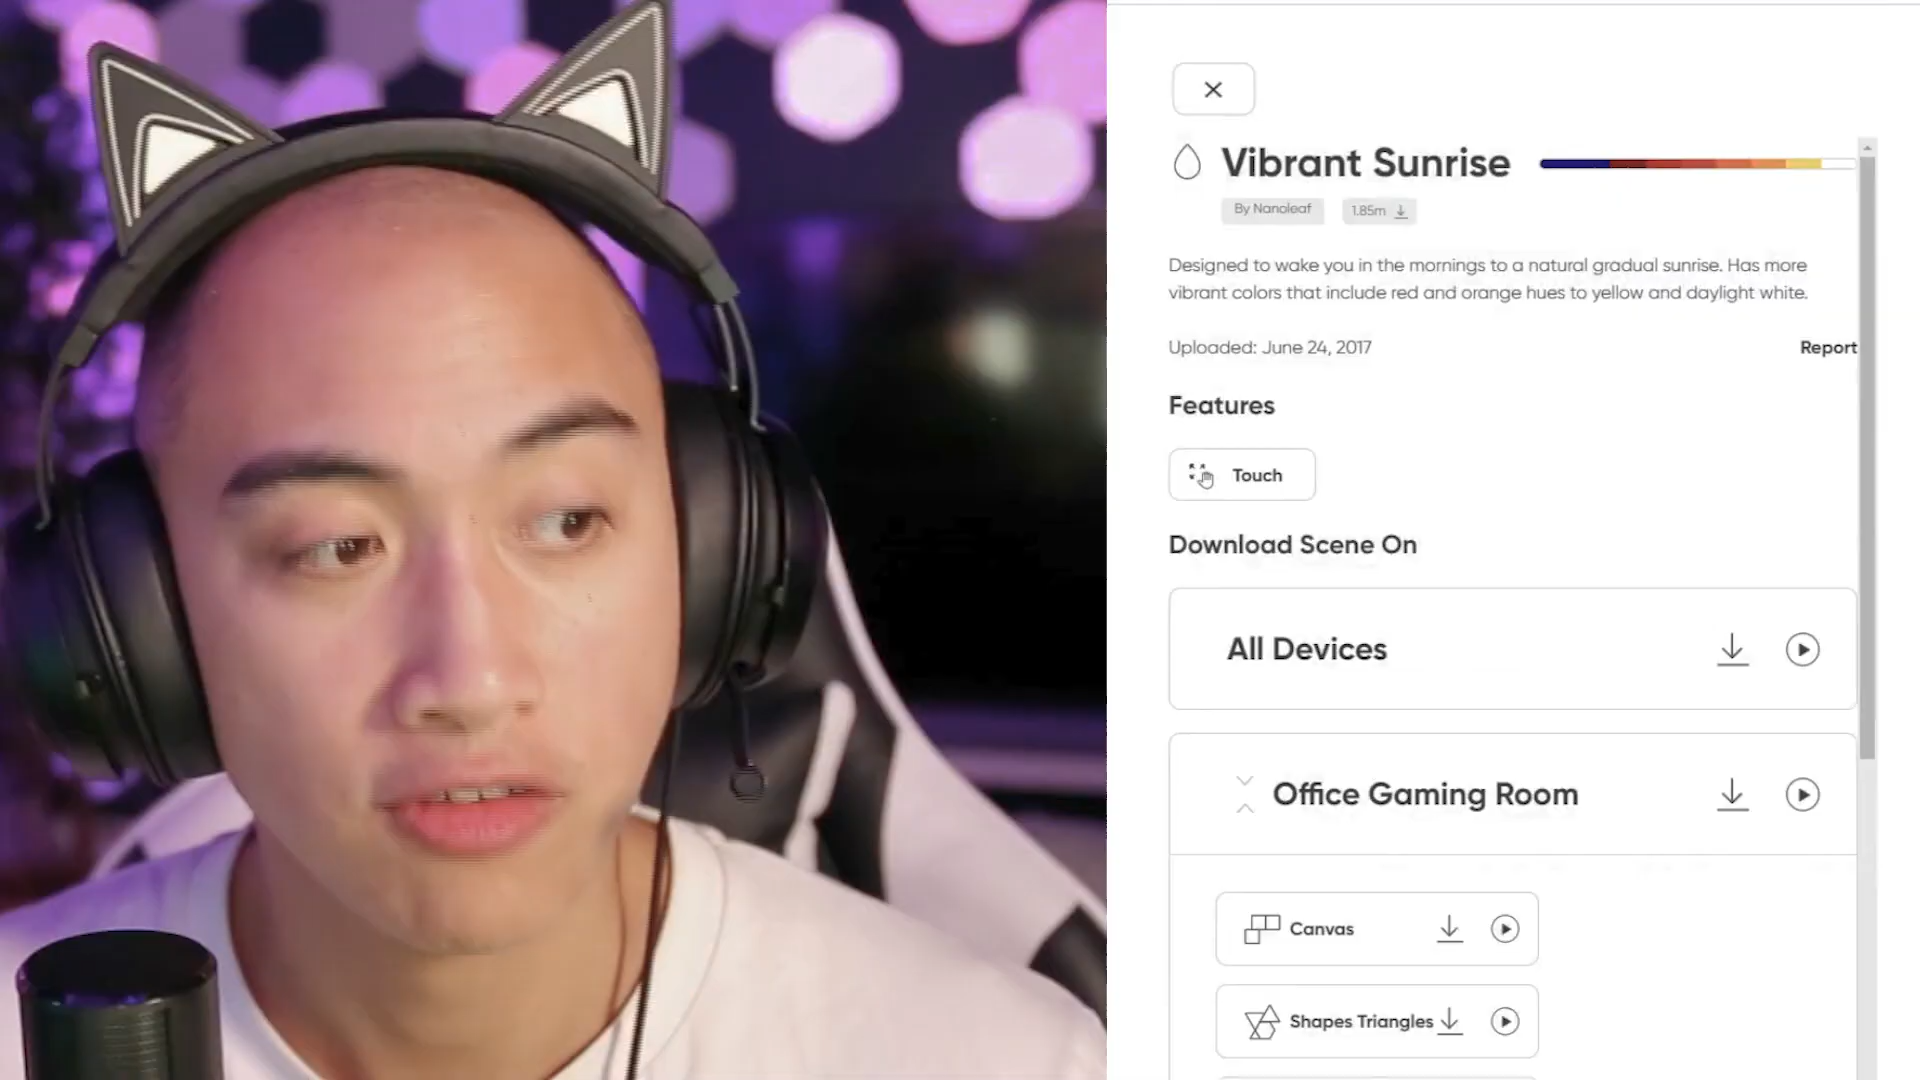 Vibrant Sunrise
By Nanoleaf
1.85m
Designed to wake you in the mornings to a natural gradual sunrise. Has more
vibrant colors that include red and orange hues to yellow and daylight white.
Uploaded: June 24, 2017
Report
Features
Touch
Download Scene On
All Devices
Office Gaming Room
Canvas
Shapes Triangles